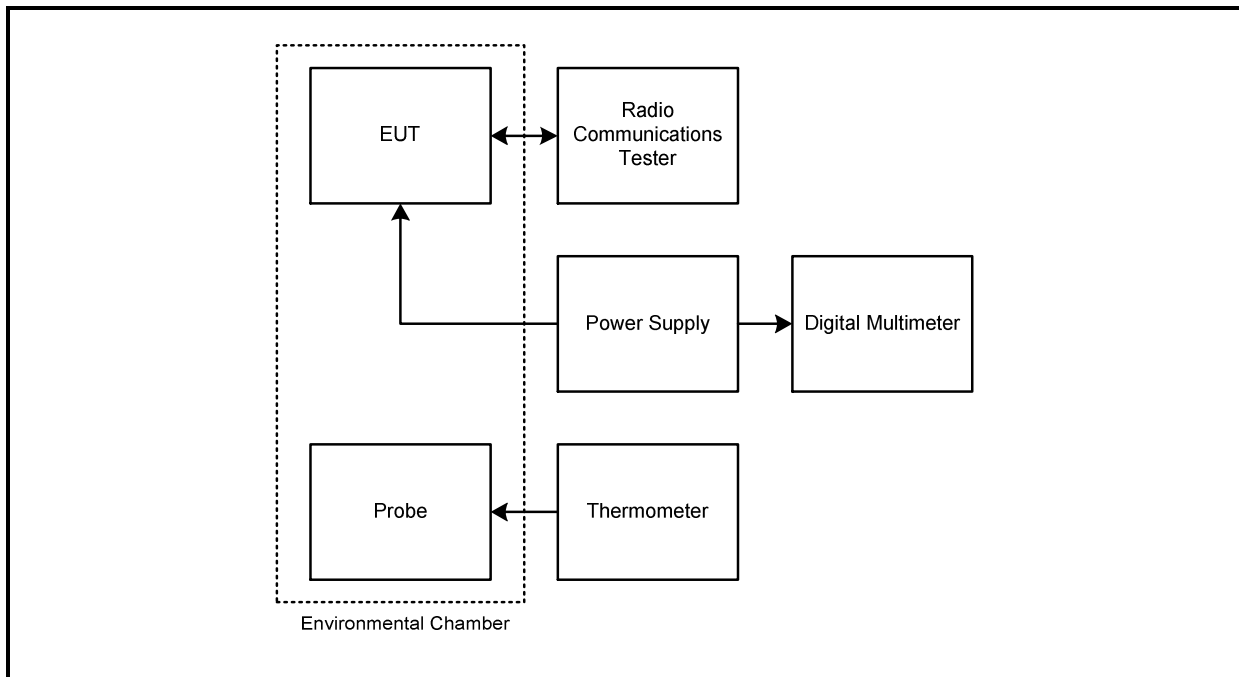 EUT
Radio
Communications
Tester
Power Supply
Digital Multimeter
Probe
Thermometer
Environmental Chamber